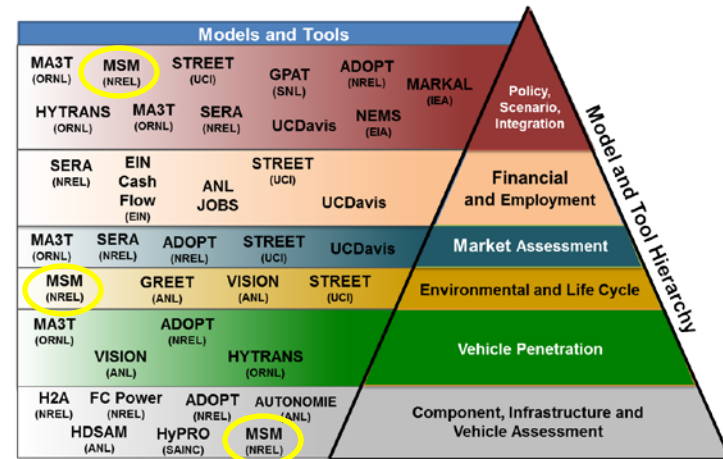 Models and Tools
MA3T MSM STREET GPAT ADOPT MARKAL
(ORNL) (NREL) (UCI) (SNL) (NREL) (IEA)
HYTRANS MA3T SERA UCDavis NEMS
(ORNL) (ORNL) (NREL) (EIA)
Policy,
Scenario,
Integration
SERA EIN STREET
(NREL) Cash (UCI)
Flow ANL UCDavis
(EIN) JOBS
Financial
and Employment
MA3T SERA ADOPT STREET UCDavis
(ORNL) (NREL) (NREL) (UCI)
Market Assessment
MSM GREET VISION STREET
(NREL) (ANL) (ANL) (UCI)
Environmental and Life Cycle
MA3T ADOPT
(ORNL) (NREL)
VISION HYTRANS
(ANL) (ORNL)
Vehicle Penetration
H2A FC Power ADOPT AUTONOMIE
(NREL) (NREL) (NREL) (ANL)
HDSAM HyPRO MSM
(ANL) (SAINC) (NREL)
Component, Infrastructure and
Vehicle Assessment
Model and Tool Hierarchy